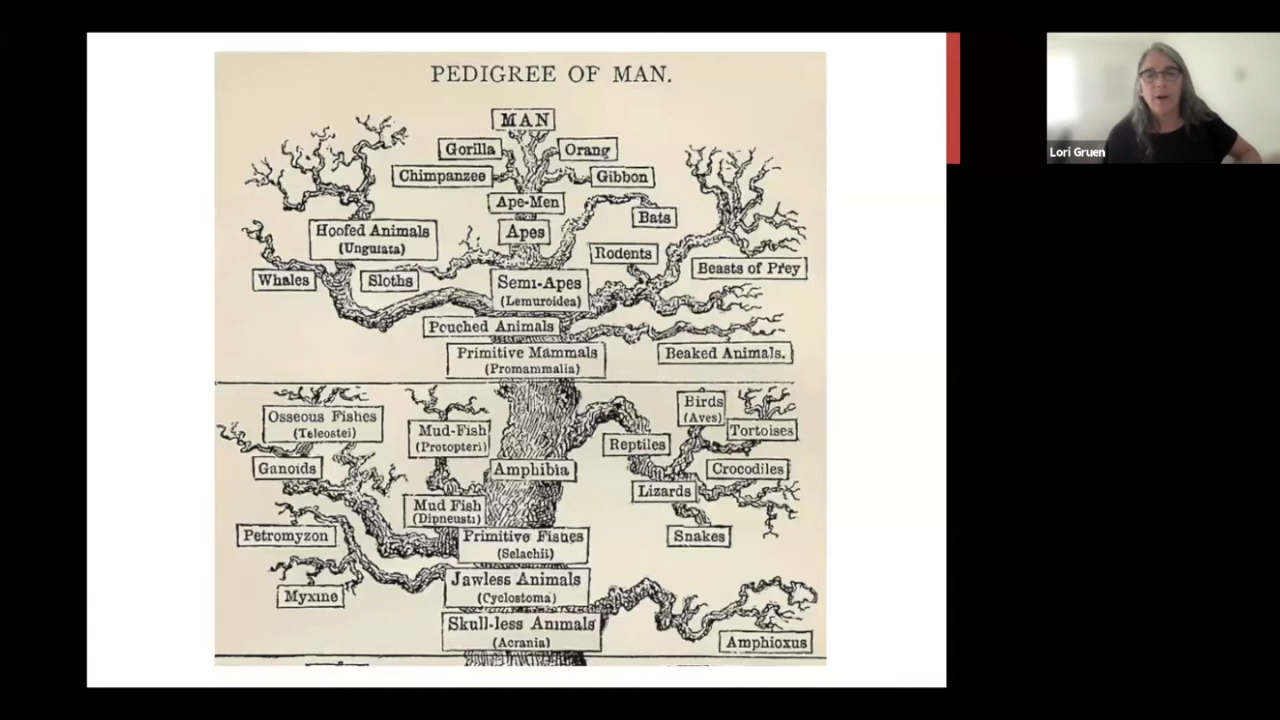 PEDIGREE OF MAN.
MAN
Gorilla
Orang
Chimpanzee
Gibbon
Ape-Men
Bats
Apes
Hoofed Animals
(Ungulata)
Rodents
Beasts of Prey
Whales
Sloths
Semi-Apes
(Lemuroidea)
Pouched Animals
Primitive Mammals
(Promammalia)
Beaked Animals.
Osseous Fishes
(Teleostei)
Mud-Fish
(Protopteri)
Birds
(Aves)
Tortoises
Reptiles
Ganoids
Amphibia
Crocodiles
Lizards
Mud Fish
(Dipneusti)
Petromyzon
Primitive Fishes
(Selachii)
Snakes
Jawless Animals
(Cyclostoma)
Myxine
Skull-less Animals
(Acrania)
Amphioxus
Lori Gruen